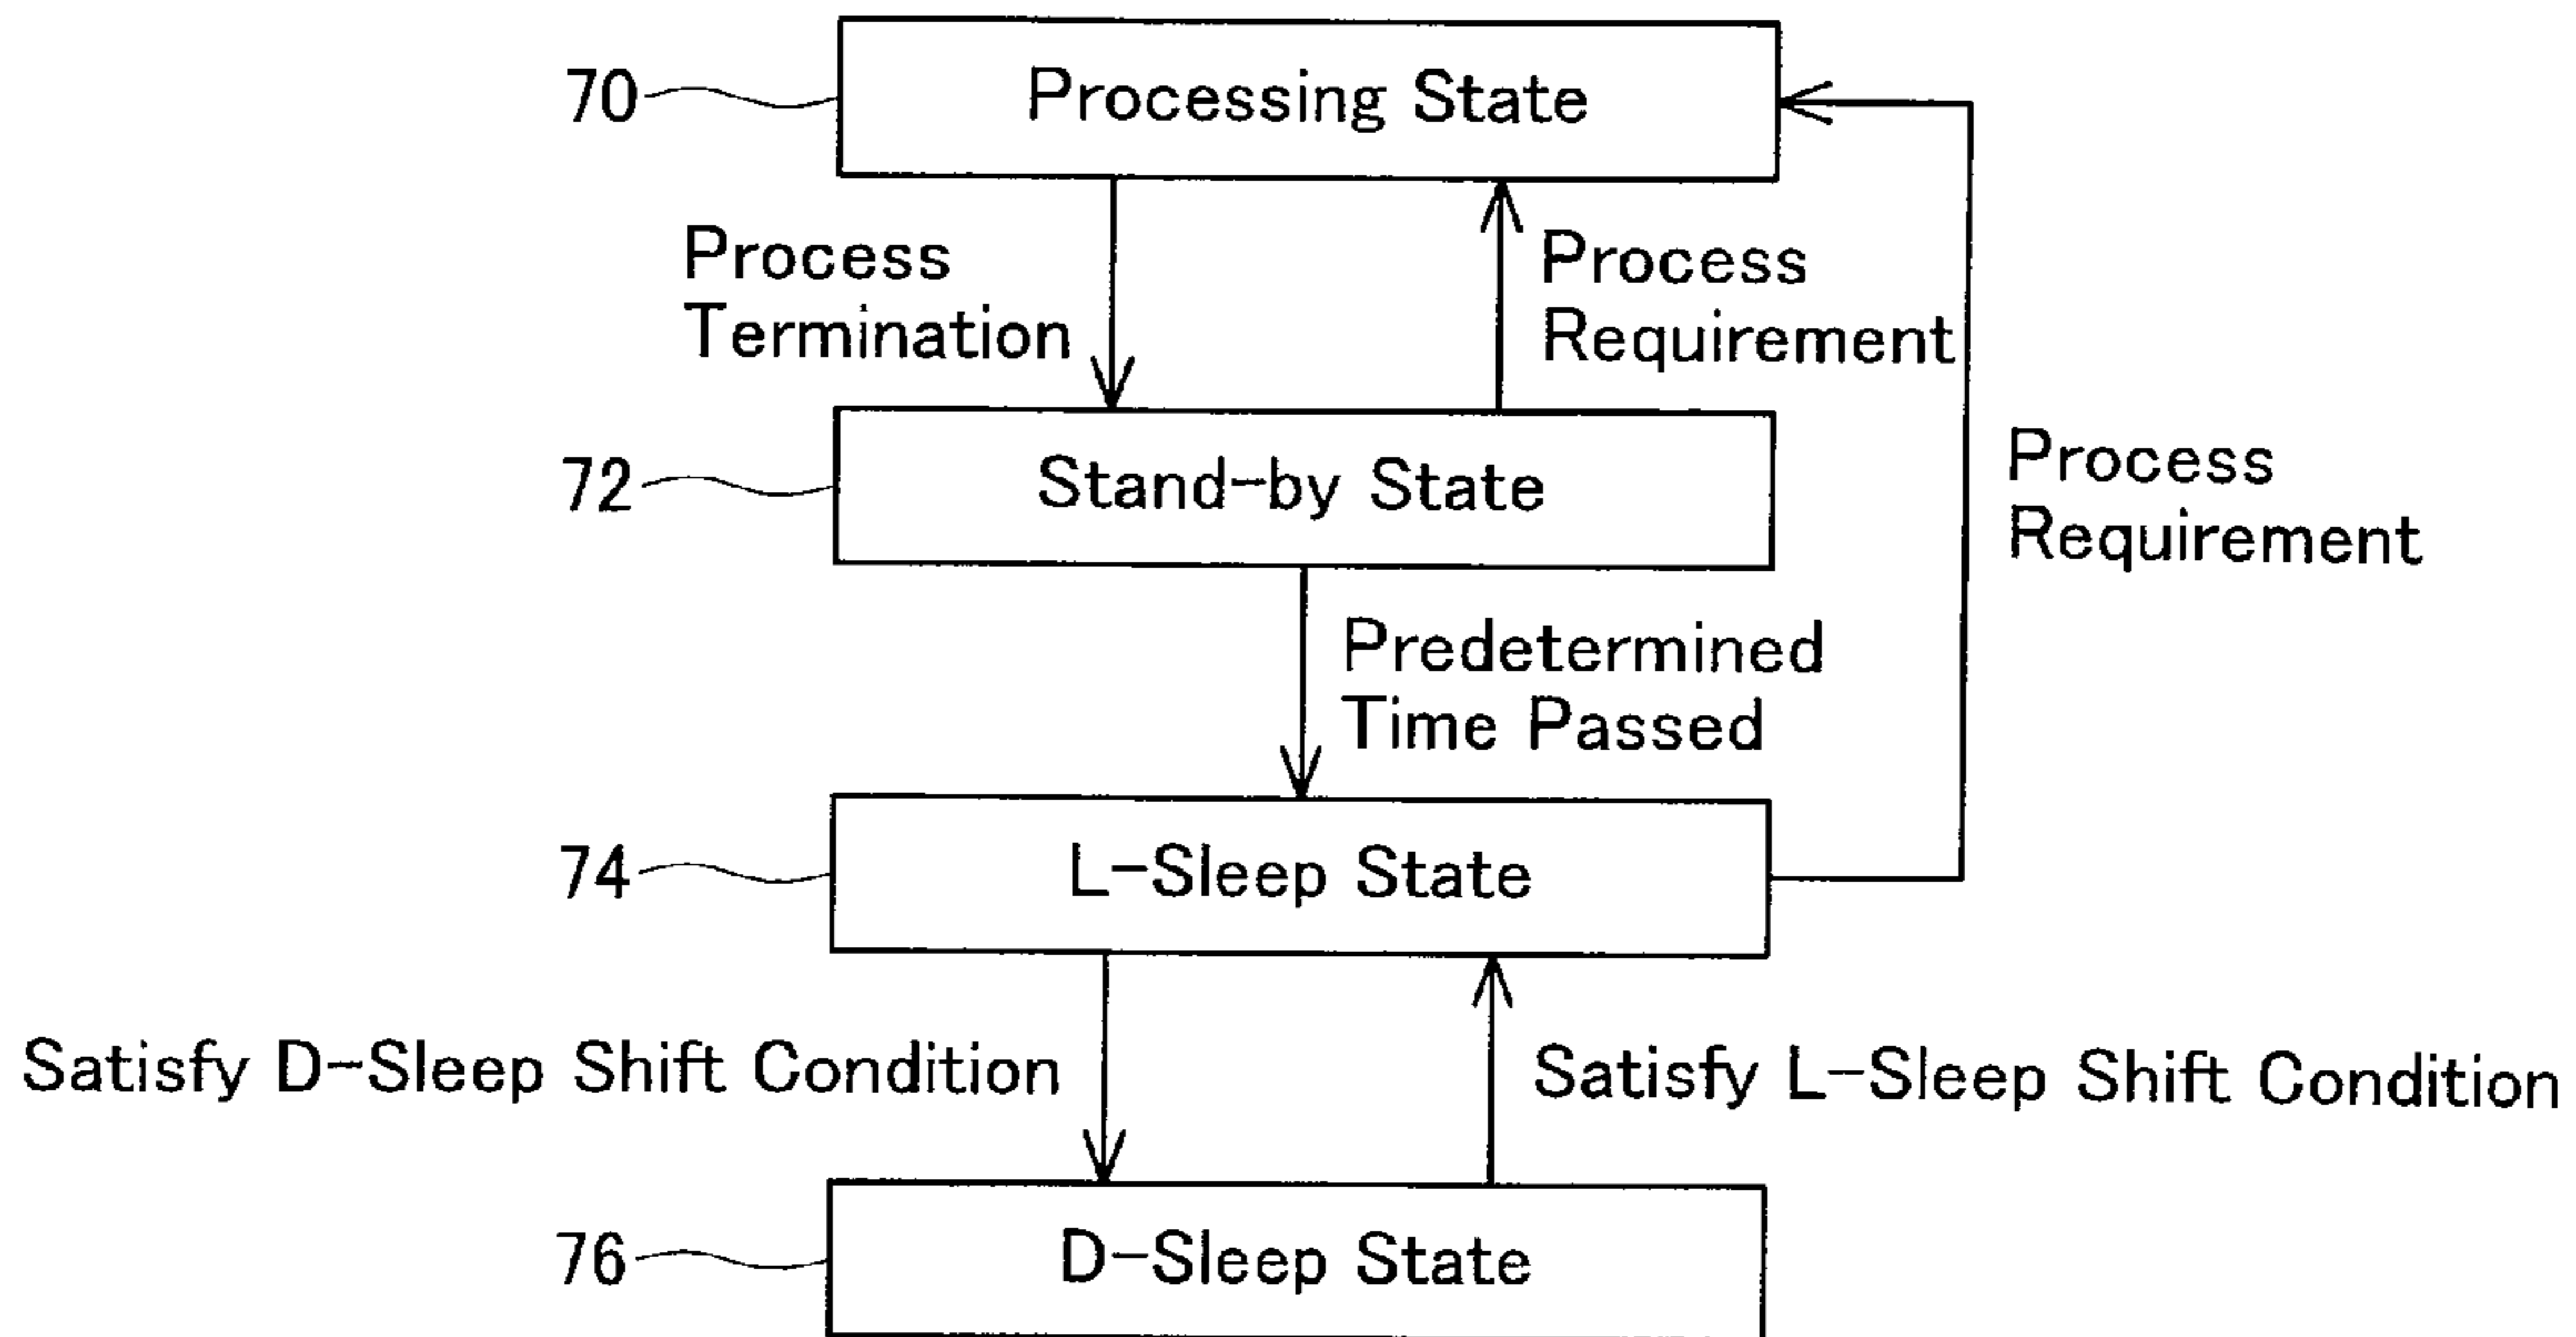 70
Processing State
Process
Termination
Process
Requirement
72
Stand-by State
Process
Requirement
Predetermined
Time Passed
74
L-Sleep State
Satisfy D-Sleep Shift Condition
Satisfy L-Sleep Shift Condition
76
D-Sleep State